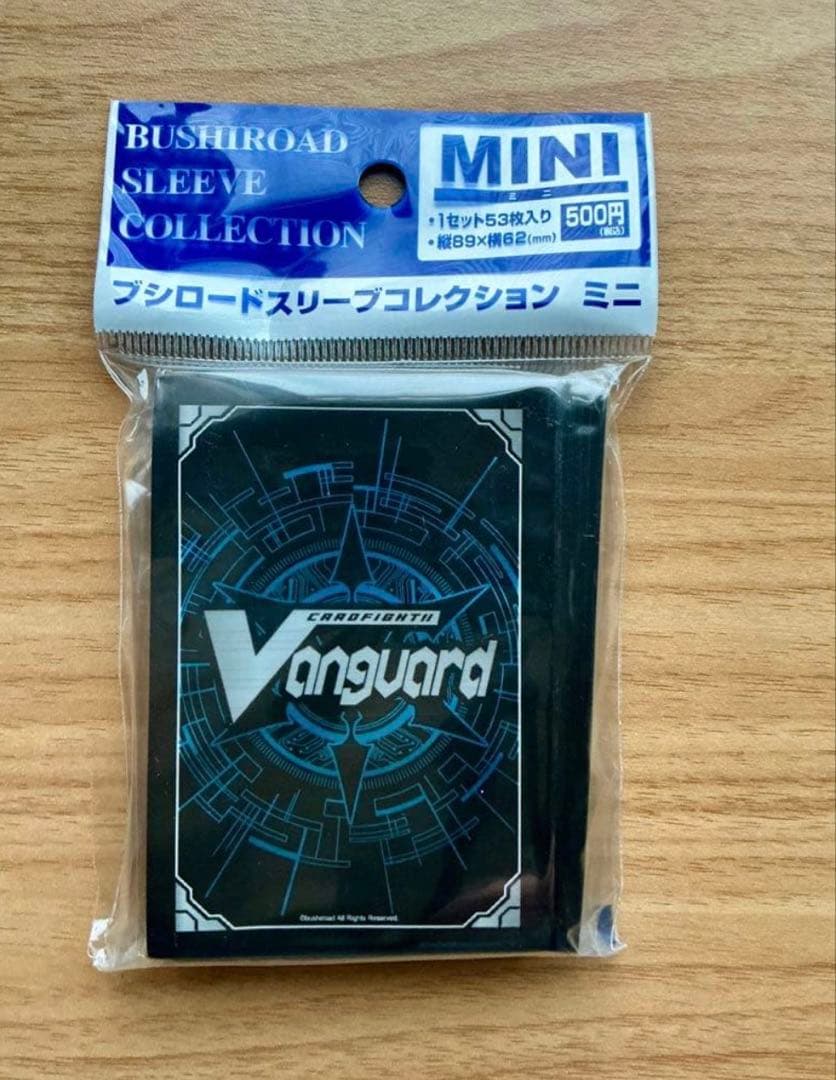 BUSHIROAD
SLEEVE
COLLECTION
MINI
ミニ
・1セット53枚入り
・縦89×横62(mm)
500円
(税込)
ブシロードスリーブコレクション ミニ
CARDFIGHT!!
Vanguard
©bushiroad All Rights Reserved.